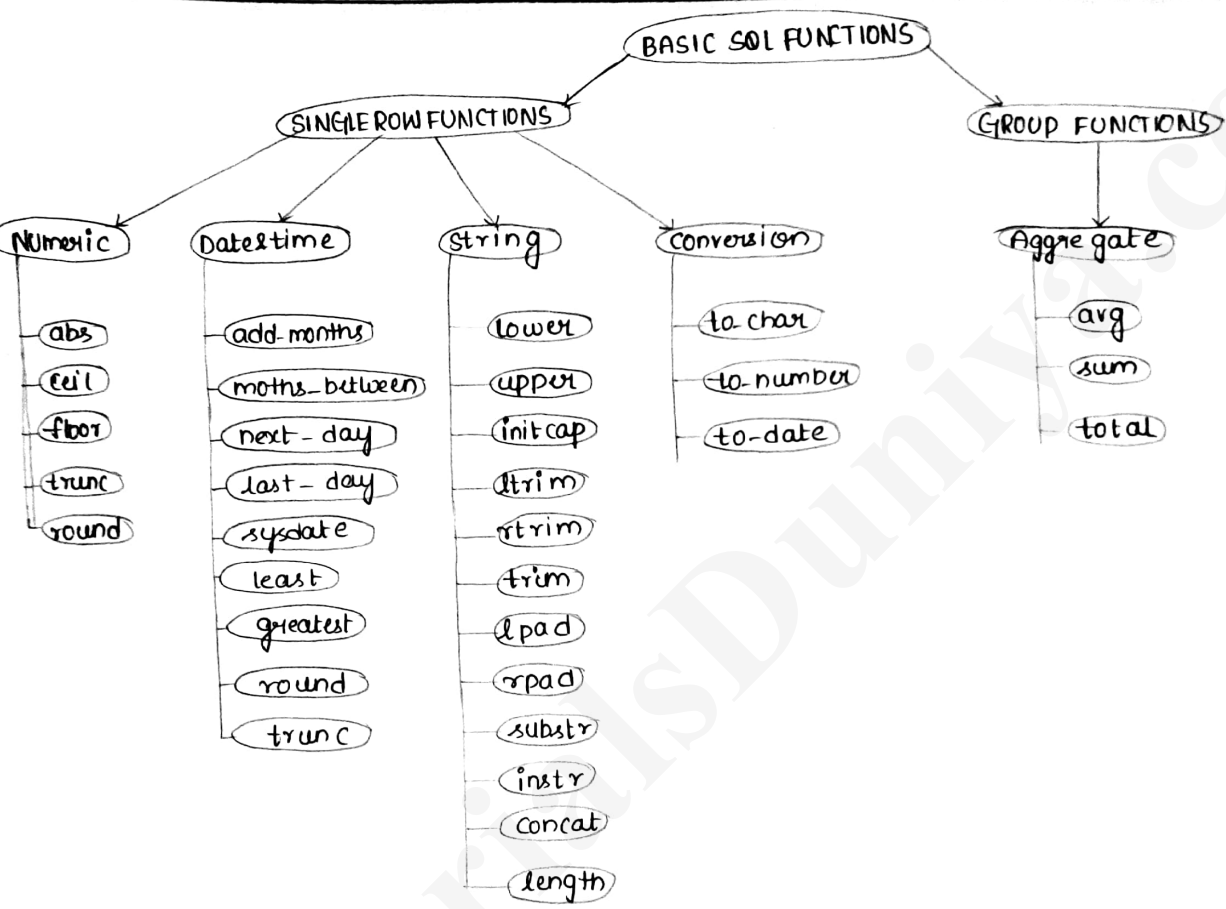 BASIC SQL FUNCTIONS
SINGLE ROW FUNCTIONS
GROUP FUNCTIONS
Numeric
Date&time
String
Conversion
Aggregate
abs
ceil
floor
trunc
round
add-months
moths_between
next-day
last-day
sysdate
least
greatest
round
trunc
lower
upper
initcap
ltrim
rtrim
trim
lpad
rpad
substr
instr
concat
length
to-char
to-number
to-date
avg
sum
total
rialsDuniya.c